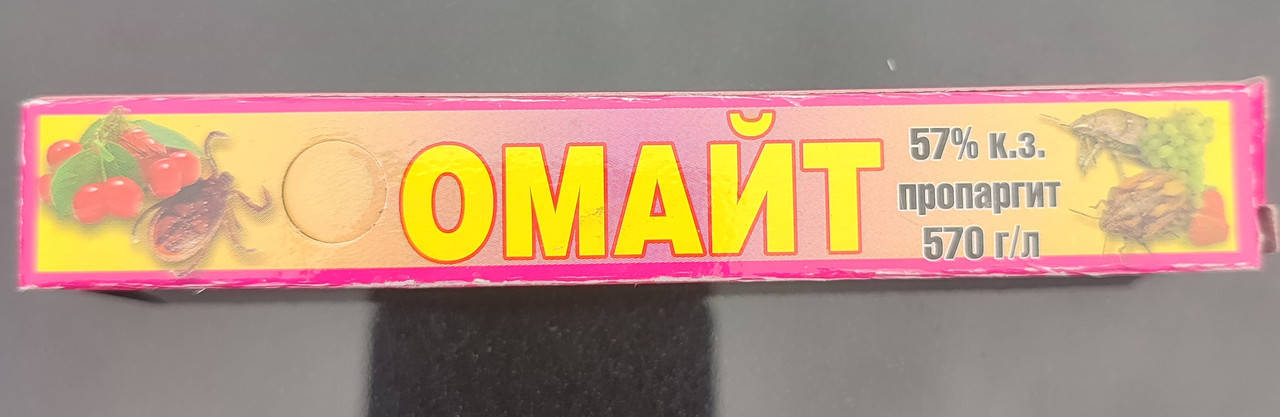 ОМАЙТ
57% к.з.
пропаргит
570 г/л